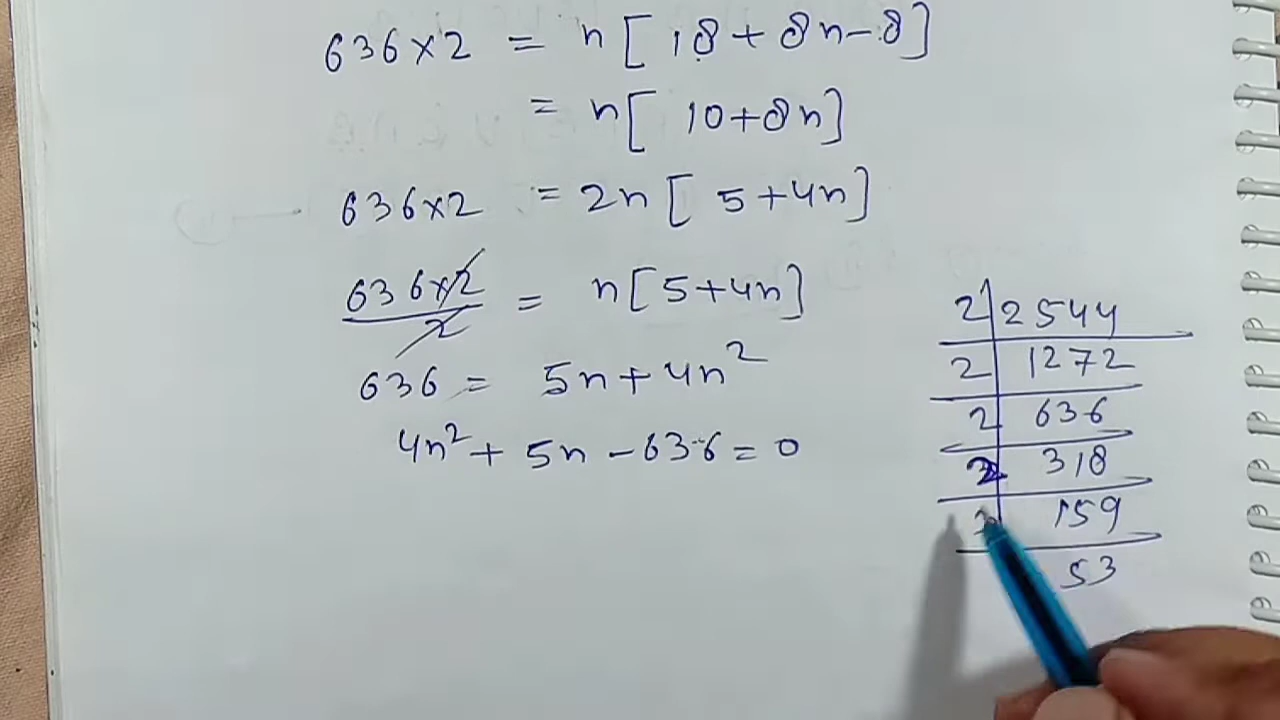 636×2 = n[18+8n-8]
= n[10+8n]
636×2 = 2n[5+4n]
636×2/2 = n[5+4n]
636 = 5n+4n²
4n²+5n-636=0
2|2544
2|1272
2|636
2|318
3|159
53